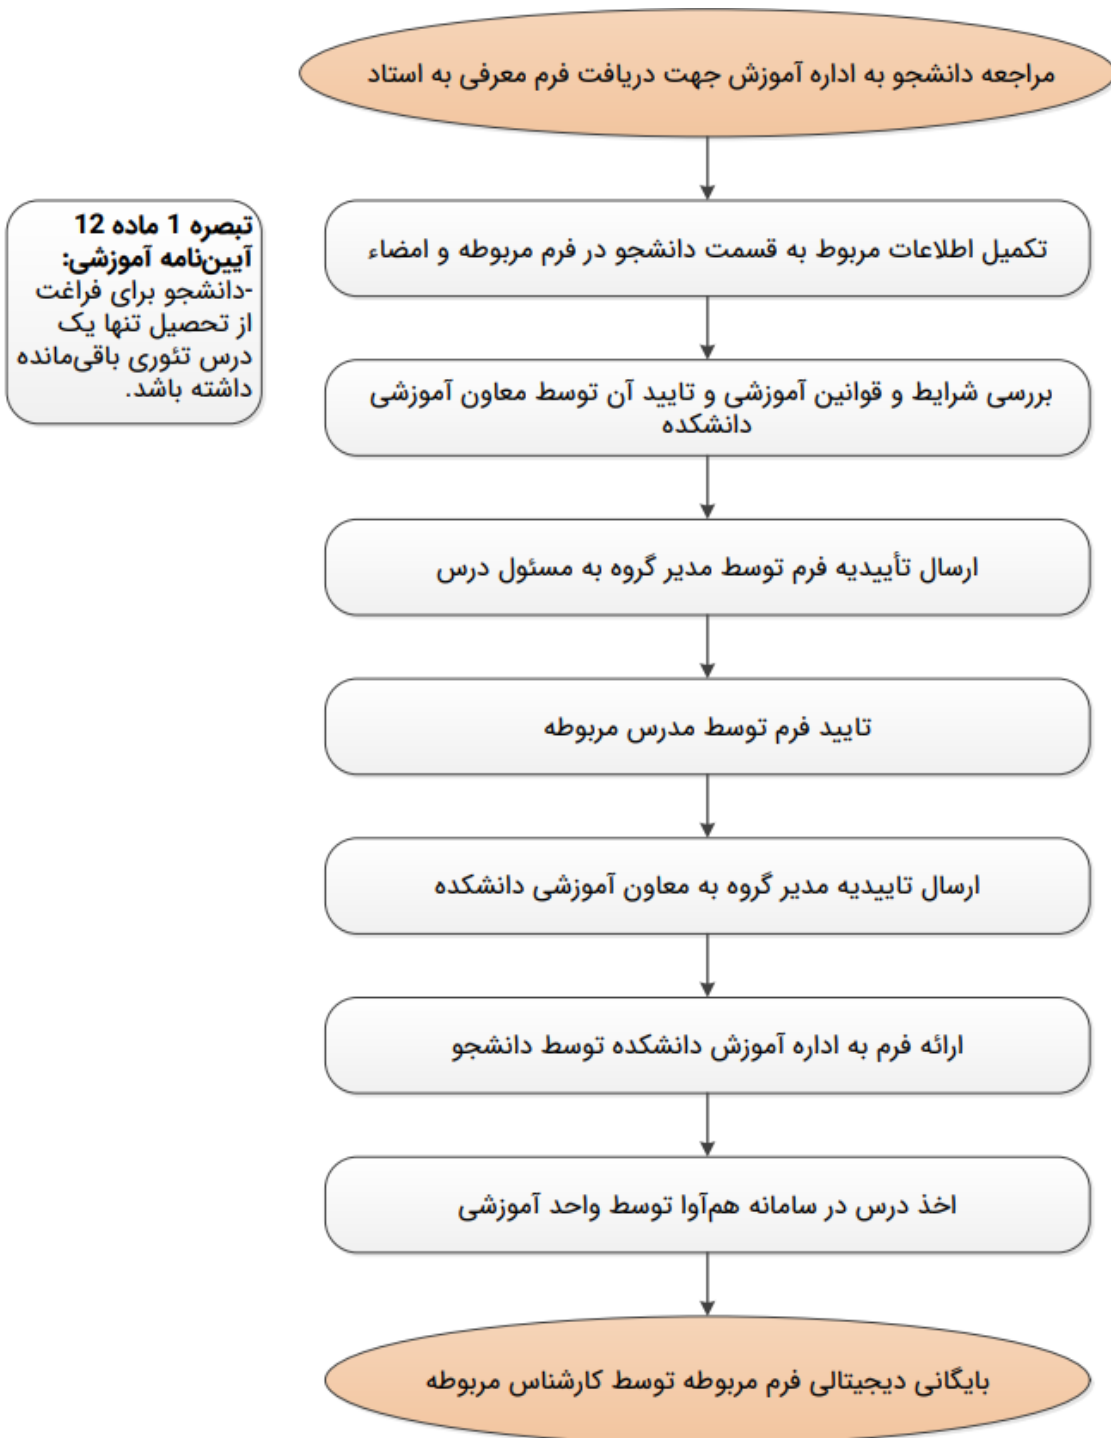 مراجعه دانشجو به اداره آموزش جهت دریافت فرم معرفی به استاد
تبصره 1 ماده 12
آیین‌نامه آموزشی:
-دانشجو برای فراغت
از تحصیل تنها یک
درس تئوری باقی‌مانده
داشته باشد.
تکمیل اطلاعات مربوط به قسمت دانشجو در فرم مربوطه و امضاء
بررسی شرایط و قوانین آموزشی و تایید آن توسط معاون آموزشی
دانشکده
ارسال تأییدیه فرم توسط مدیر گروه به مسئول درس
تایید فرم توسط مدرس مربوطه
ارسال تاییدیه مدیر گروه به معاون آموزشی دانشکده
ارائه فرم به اداره آموزش دانشکده توسط دانشجو
اخذ درس در سامانه هم‌آوا توسط واحد آموزشی
بایگانی دیجیتالی فرم مربوطه توسط کارشناس مربوطه